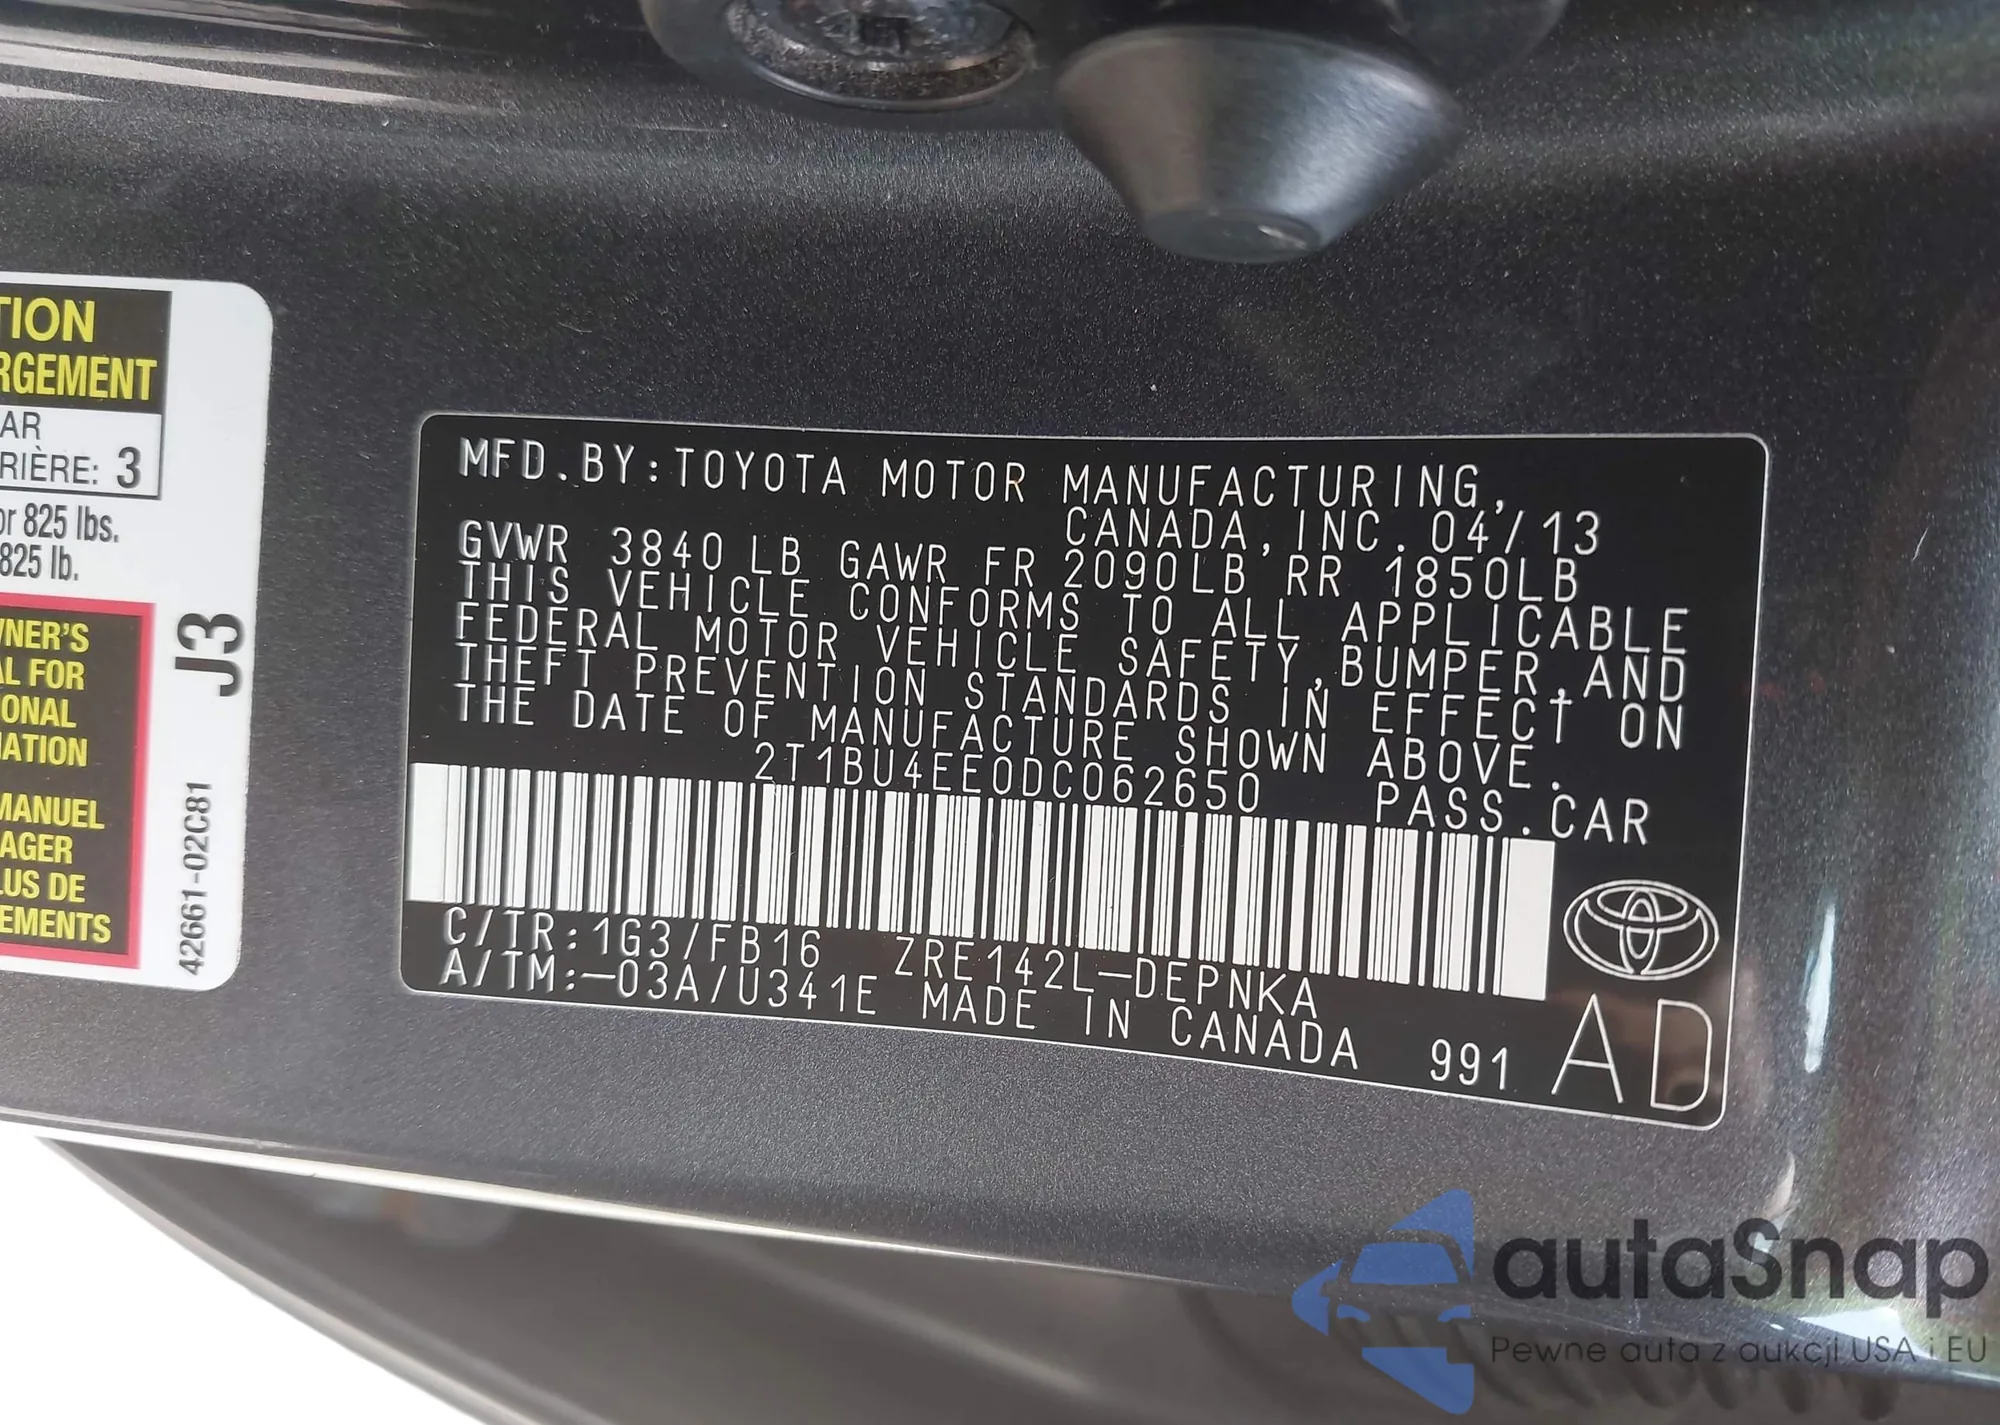 TION
RGEMENT
AR
RIÈRE: 3
or 825 lbs.
825 lb.
WNER'S
AL FOR
IONAL
MATION
MANUEL
AGER
LUS DE
EMENTS
J3
42661-02C81
MFD.BY:TOYOTA MOTOR MANUFACTURING,
CANADA,INC. 04/13
GVWR 3840 LB GAWR FR 2090LB RR 1850LB
THIS VEHICLE CONFORMS TO ALL APPLICABLE
FEDERAL MOTOR VEHICLE SAFETY,BUMPER,AND
THEFT PREVENTION STANDARDS IN EFFECT ON
THE DATE OF MANUFACTURE SHOWN ABOVE.
2T1BU4EE0DC062650 PASS.CAR
C/TR:1G3/FB16 ZRE142L-DEPNKA
A/TM:-03A/U341E MADE IN CANADA 991 AD
autaSnap
Pewne auta z aukcji USA i EU